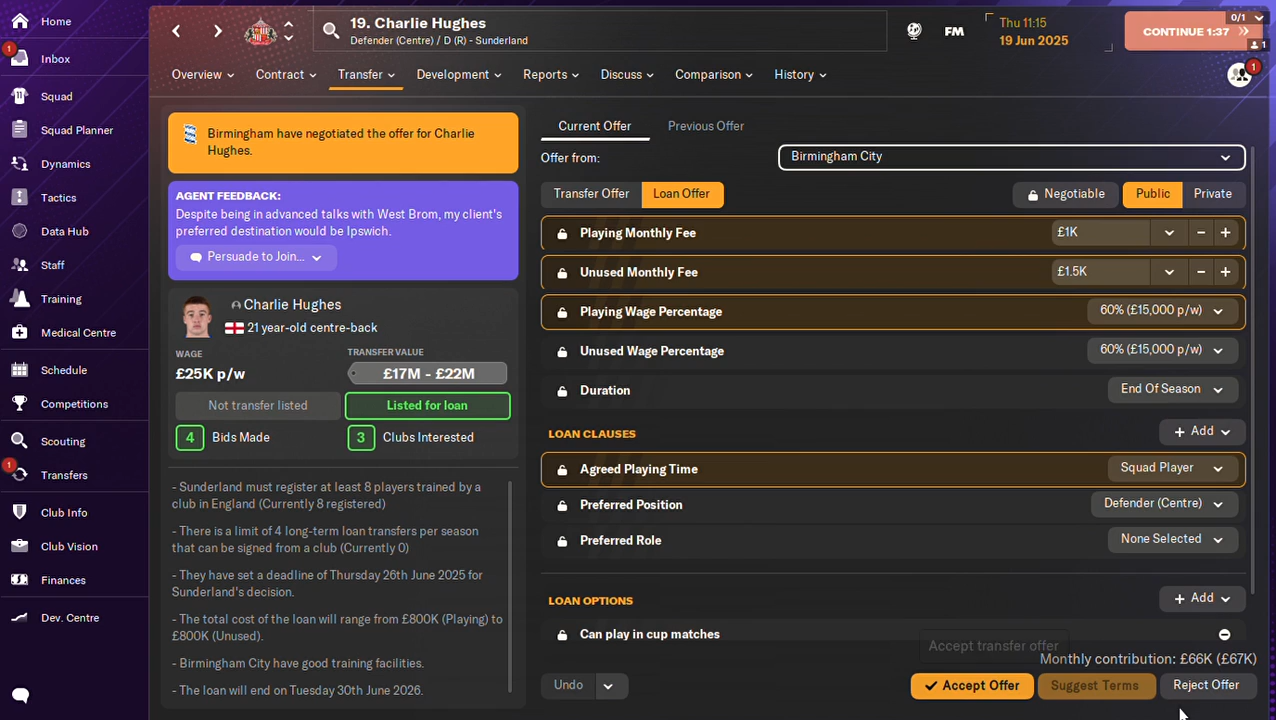 Home
1
Inbox
Squad
Squad Planner
Dynamics
Tactics
Data Hub
Staff
Training
Medical Centre
Schedule
Competitions
Scouting
1
Transfers
Club Info
Club Vision
Finances
Dev. Centre
19. Charlie Hughes
Defender (Centre) / D (R) - Sunderland
FM
Thu 11:15
19 Jun 2025
0/1
CONTINUE 1:37
1
Overview
Contract
Transfer
Development
Reports
Discuss
Comparison
History
1
Birmingham have negotiated the offer for Charlie
Hughes.
AGENT FEEDBACK:
Despite being in advanced talks with West Brom, my client's
preferred destination would be Ipswich.
Persuade to Join...
Charlie Hughes
21 year-old centre-back
WAGE
£25K p/w
TRANSFER VALUE
£17M - £22M
Not transfer listed
Listed for loan
4 Bids Made
3 Clubs Interested
- Sunderland must register at least 8 players trained by a
club in England (Currently 8 registered)
- There is a limit of 4 long-term loan transfers per season
that can be signed from a club (Currently 0)
- They have set a deadline of Thursday 26th June 2025 for
Sunderland's decision.
- The total cost of the loan will range from £800K (Playing) to
£800K (Unused).
- Birmingham City have good training facilities.
- The loan will end on Tuesday 30th June 2026.
Current Offer
Previous Offer
Offer from:
Birmingham City
Transfer Offer
Loan Offer
Negotiable
Public
Private
Playing Monthly Fee
£1K
Unused Monthly Fee
£1.5K
Playing Wage Percentage
60% (£15,000 p/w)
Unused Wage Percentage
60% (£15,000 p/w)
Duration
End Of Season
LOAN CLAUSES
+ Add
Agreed Playing Time
Squad Player
Preferred Position
Defender (Centre)
Preferred Role
None Selected
LOAN OPTIONS
+ Add
Can play in cup matches
Accept transfer offer
Monthly contribution: £66K (£67K)
Undo
Accept Offer
Suggest Terms
Reject Offer